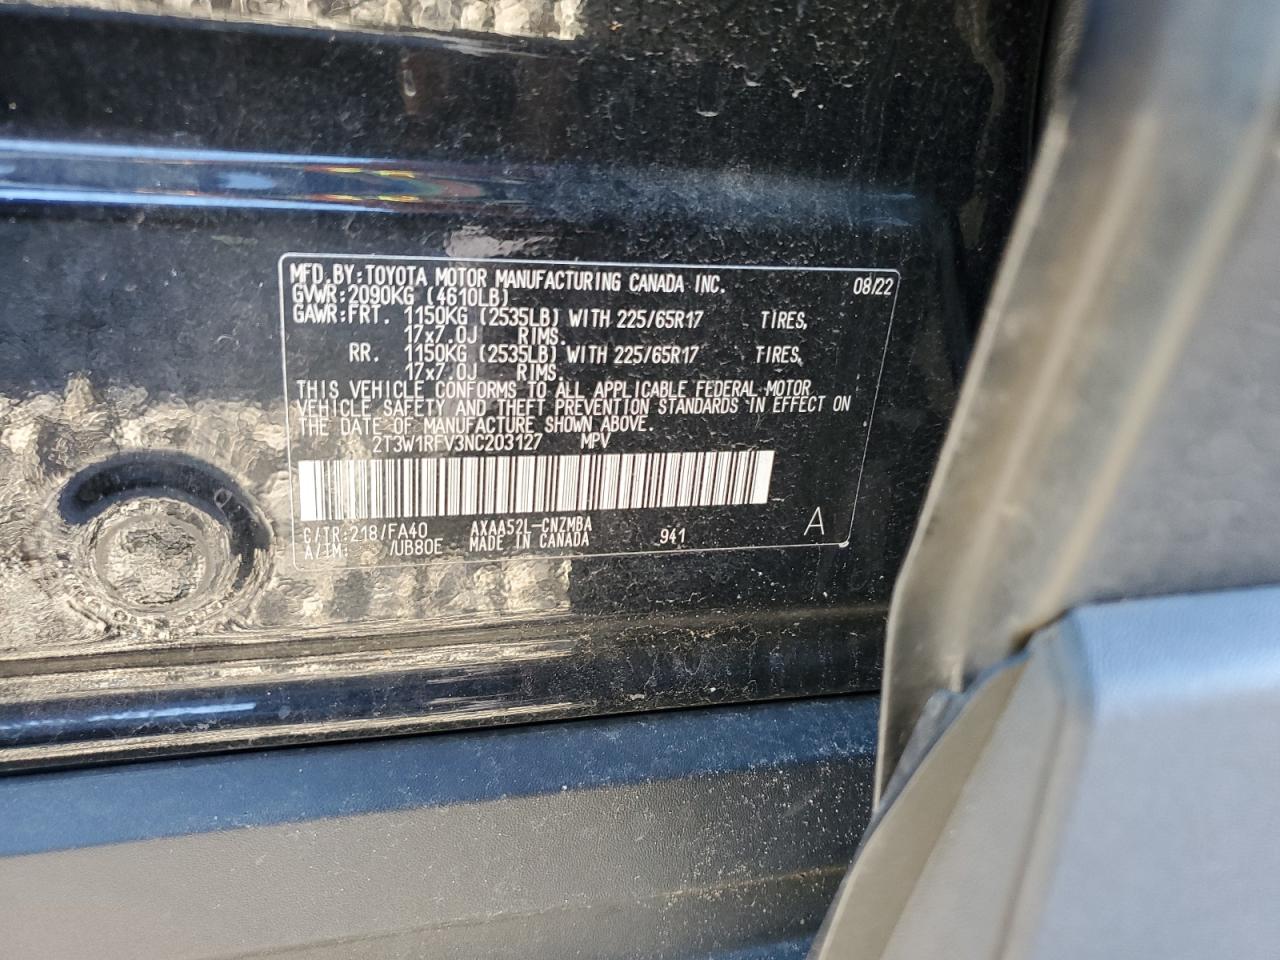 MFD.BY:TOYOTA MOTOR MANUFACTURING CANADA INC. 08/22
GVWR:2090KG (4610LB)
GAWR:FRT. 1150KG (2535LB) WITH 225/65R17 TIRES,
17x7.0J RIMS.
RR. 1150KG (2535LB) WITH 225/65R17 TIRES,
17x7.0J RIMS.
THIS VEHICLE CONFORMS TO ALL APPLICABLE FEDERAL MOTOR
VEHICLE SAFETY AND THEFT PREVENTION STANDARDS IN EFFECT ON
THE DATE OF MANUFACTURE SHOWN ABOVE.
2T3W1RFV3NC203127 MPV
C/TR:218/FA40 AXAA52L-CNZMBA 941 A
A/TM: /UB80E MADE IN CANADA